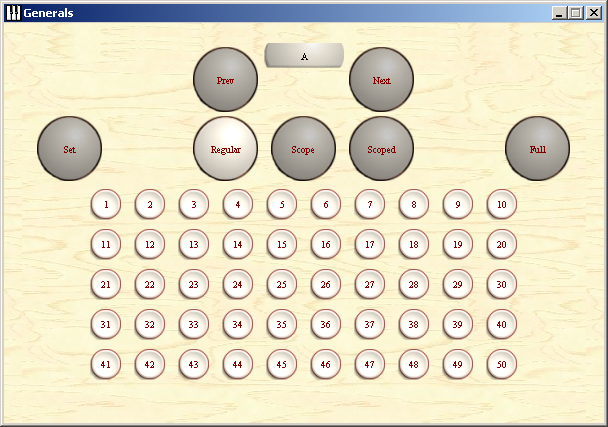 Generals
A
Prev Next
Set Regular Scope Scoped Full
1 2 3 4 5 6 7 8 9 10
11 12 13 14 15 16 17 18 19 20
21 22 23 24 25 26 27 28 29 30
31 32 33 34 35 36 37 38 39 40
41 42 43 44 45 46 47 48 49 50